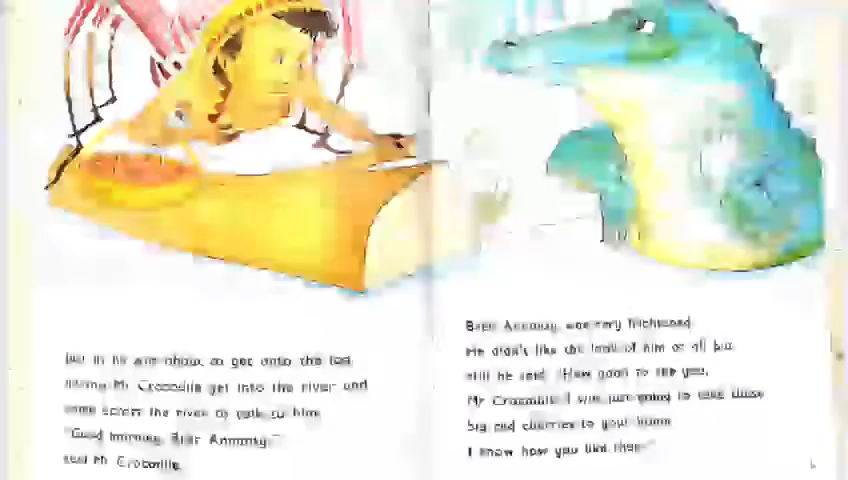 But as he was about to get onto the
Mr Crocodile get into the river and
come across the river to talk to him.
"Good morning, Brer
said Mr Crocodile.
Brer was very frightened.
He didn't like the look of him at all but
still he said, "How good to see you,
Mr Crocodile. I was just going to take these
big red cherries to your home.
I know how you like them."